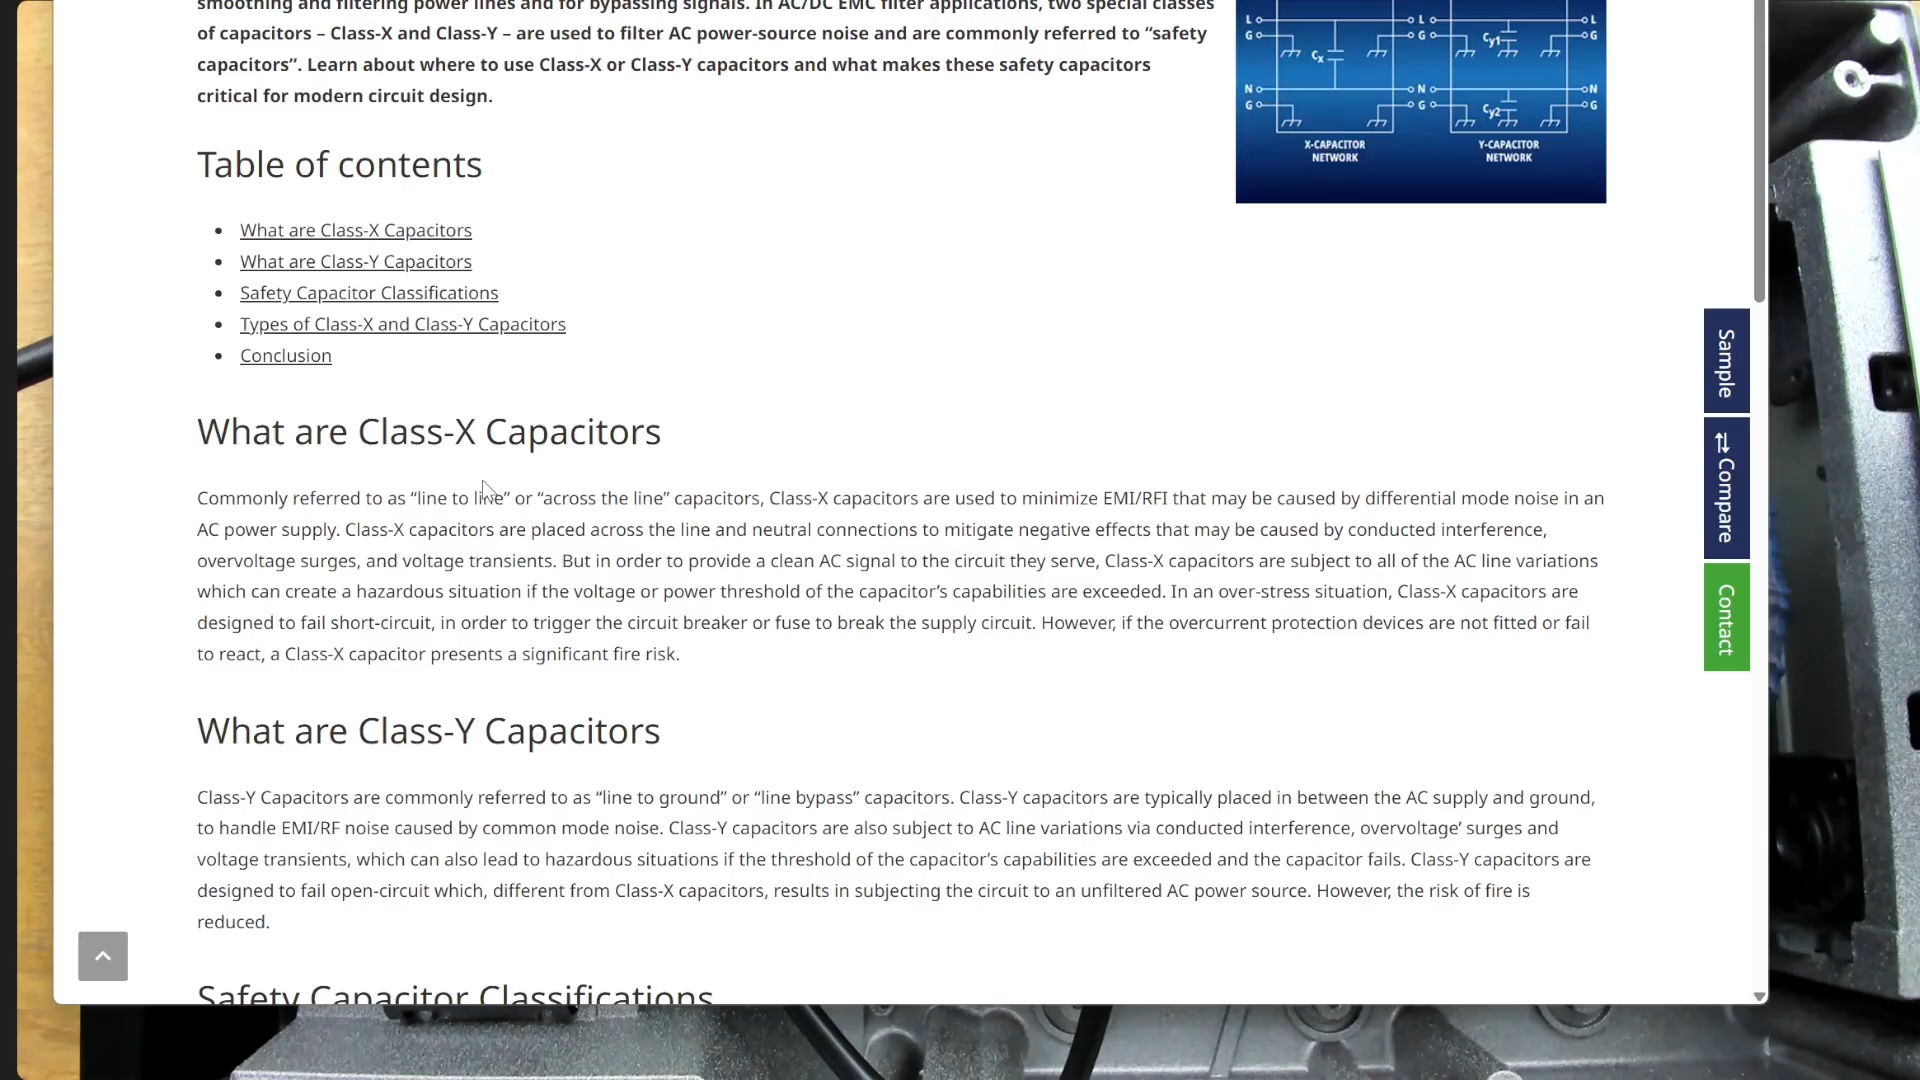 smoothing and filtering power lines and for bypassing signals. In AC/DC EMC filter applications, two special classes
of capacitors – Class-X and Class-Y – are used to filter AC power-source noise and are commonly referred to as “safety
capacitors”. Learn about where to use Class-X or Class-Y capacitors and what makes these safety capacitors
critical for modern circuit design.
L L L L
G G G G
Cx Cy1
N N N N
G G G G
Cy2
X-CAPACITOR
NETWORK
Y-CAPACITOR
NETWORK
Table of contents
• What are Class-X Capacitors
• What are Class-Y Capacitors
• Safety Capacitor Classifications
• Types of Class-X and Class-Y Capacitors
• Conclusion
What are Class-X Capacitors
Commonly referred to as “line to line” or “across the line” capacitors, Class-X capacitors are used to minimize EMI/RFI that may be caused by differential mode noise in an
AC power supply. Class-X capacitors are placed across the line and neutral connections to mitigate negative effects that may be caused by conducted interference,
overvoltage surges, and voltage transients. But in order to provide a clean AC signal to the circuit they serve, Class-X capacitors are subject to all of the AC line variations
which can create a hazardous situation if the voltage or power threshold of the capacitor’s capabilities are exceeded. In an over-stress situation, Class-X capacitors are
designed to fail short-circuit, in order to trigger the circuit breaker or fuse to break the supply circuit. However, if the overcurrent protection devices are not fitted or fail
to react, a Class-X capacitor presents a significant fire risk.
What are Class-Y Capacitors
Class-Y Capacitors are commonly referred to as “line to ground” or “line bypass” capacitors. Class-Y capacitors are typically placed in between the AC supply and ground,
to handle EMI/RF noise caused by common mode noise. Class-Y capacitors are also subject to AC line variations via conducted interference, overvoltage’ surges and
voltage transients, which can also lead to hazardous situations if the threshold of the capacitor’s capabilities are exceeded and the capacitor fails. Class-Y capacitors are
designed to fail open-circuit which, different from Class-X capacitors, results in subjecting the circuit to an unfiltered AC power source. However, the risk of fire is
reduced.
Safety Capacitor Classifications
Sample
Compare
Contact